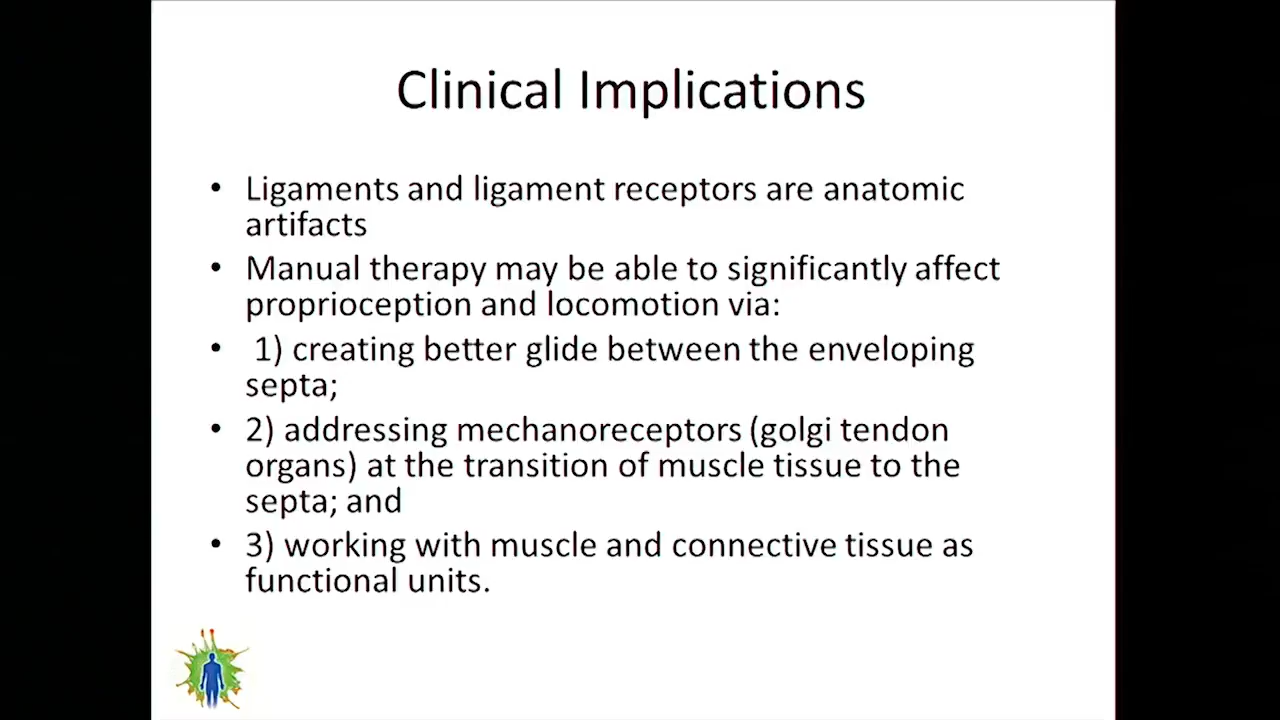 Clinical Implications
• Ligaments and ligament receptors are anatomic
artifacts
• Manual therapy may be able to significantly affect
proprioception and locomotion via:
• 1) creating better glide between the enveloping
septa;
• 2) addressing mechanoreceptors (golgi tendon
organs) at the transition of muscle tissue to the
septa; and
• 3) working with muscle and connective tissue as
functional units.